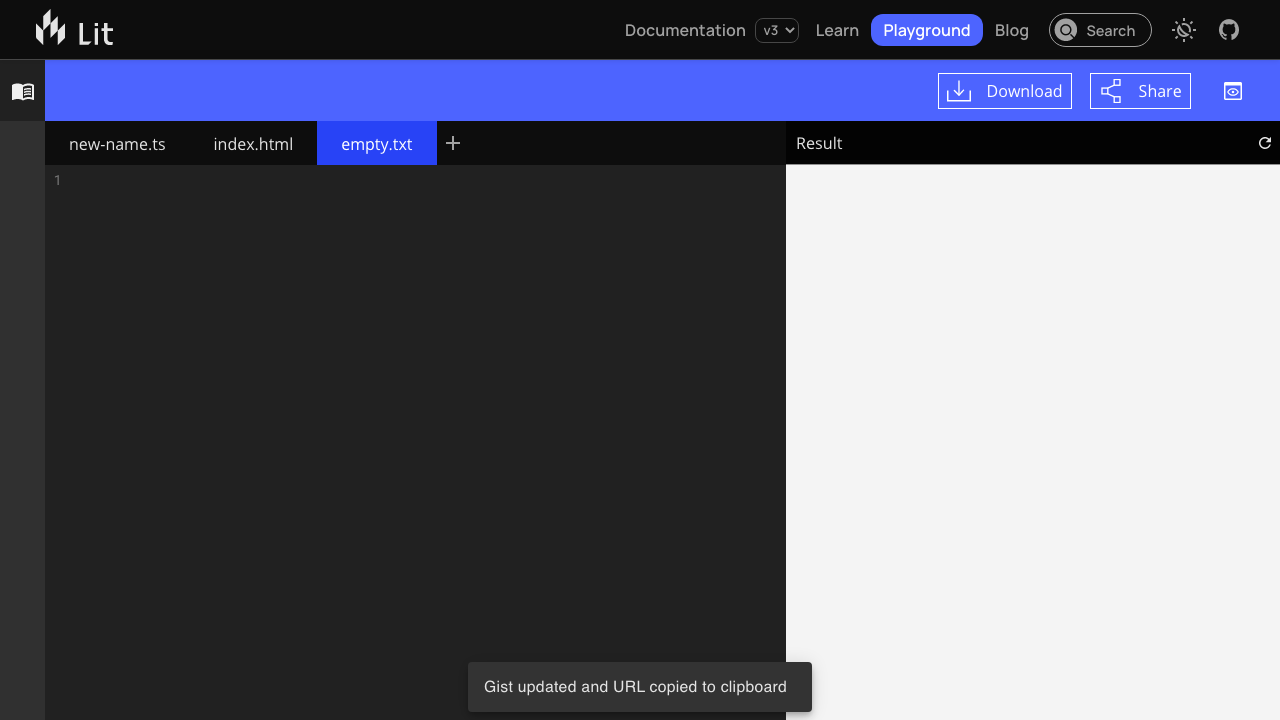 Lit
Documentation v3 Learn Playground Blog Search
Download Share
new-name.ts index.html empty.txt + Result
1
Gist updated and URL copied to clipboard